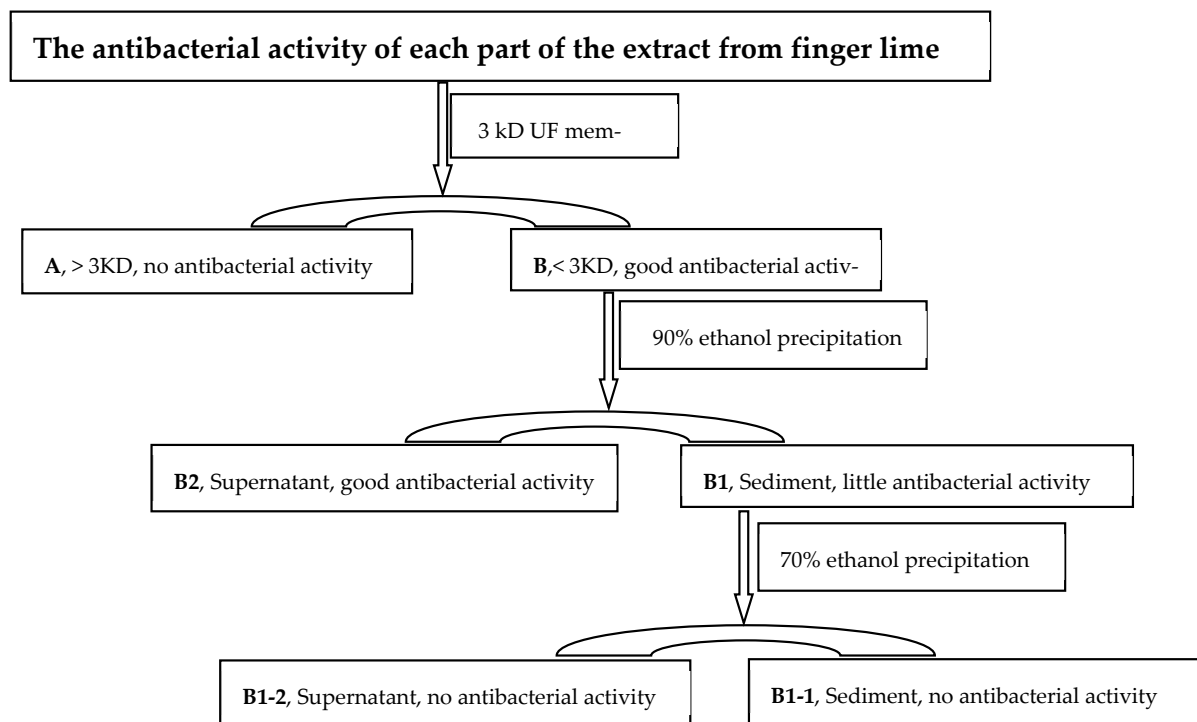 The antibacterial activity of each part of the extract from finger lime
3 kD UF mem-
A, > 3KD, no antibacterial activity
B,< 3KD, good antibacterial activ-
90% ethanol precipitation
B2, Supernatant, good antibacterial activity
B1, Sediment, little antibacterial activity
70% ethanol precipitation
B1-2, Supernatant, no antibacterial activity
B1-1, Sediment, no antibacterial activity